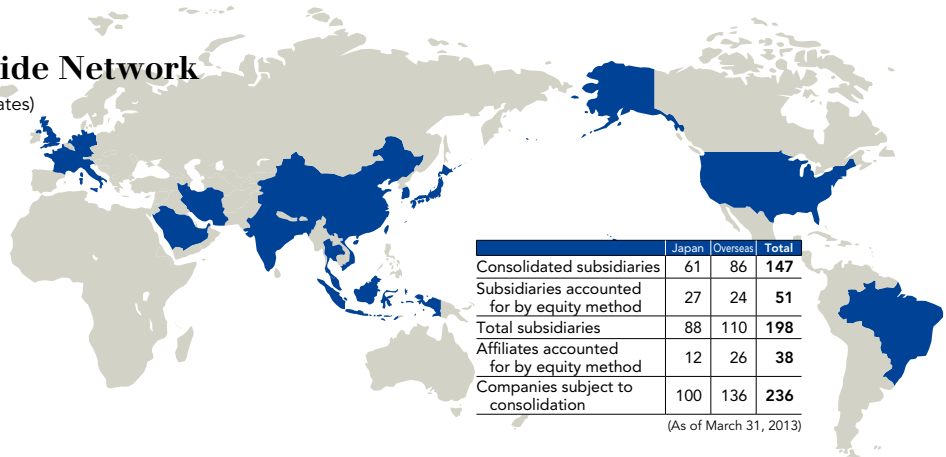 ide Network
ates)
Japan Overseas Total
Consolidated subsidiaries 61 86 147
Subsidiaries accounted
for by equity method 27 24 51
Total subsidiaries 88 110 198
Affiliates accounted
for by equity method 12 26 38
Companies subject to
consolidation 100 136 236
(As of March 31, 2013)